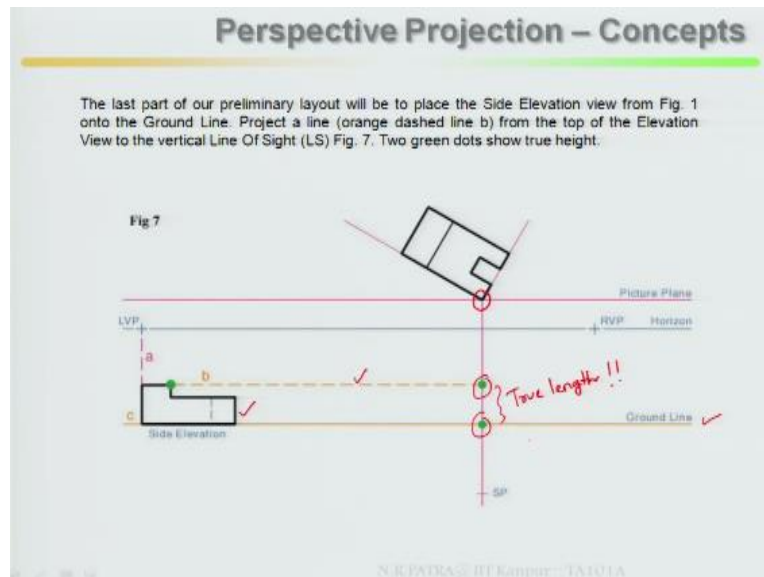 Perspective Projection – Concepts
The last part of our preliminary layout will be to place the Side Elevation view from Fig. 1
onto the Ground Line. Project a line (orange dashed line b) from the top of the Elevation
View to the vertical Line Of Sight (LS) Fig. 7. Two green dots show true height.
Fig 7
Picture Plane
LVP
RVP Horizon
a
b
True length !!
c
Ground Line
Side Elevation
SP
N R PATRA @ IIT Kanpur - TA101A